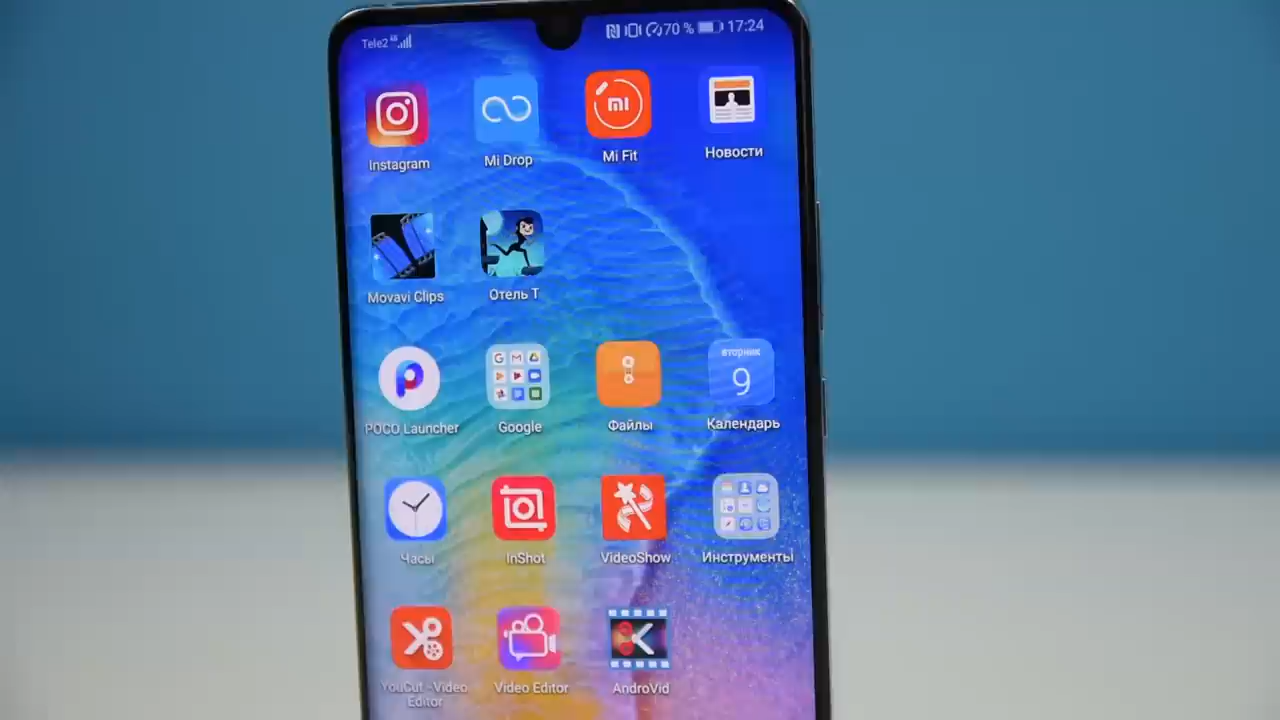 Tele2 70 % 17:24
Instagram
Mi Drop
mi
Mi Fit
Новости
Movavi Clips
Отель Т
POCO Launcher
Google
Файлы
вторник
9
Календарь
Часы
InShot
VideoShow
Инструменты
YouCut - Video
Editor
Video Editor
AndroVid